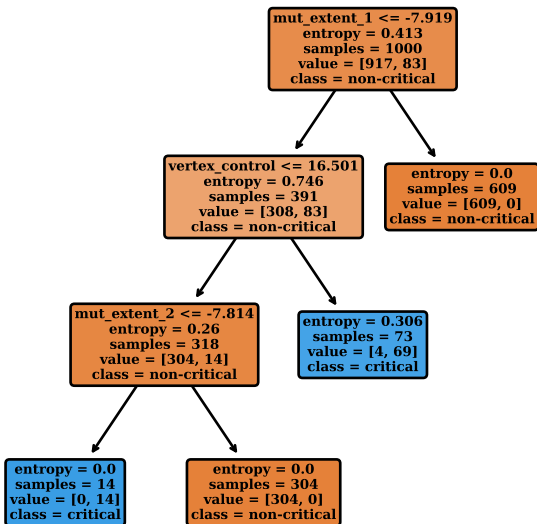 mut_extent_1 <= -7.919
entropy = 0.413
samples = 1000
value = [917, 83]
class = non-critical
vertex_control <= 16.501
entropy = 0.746
samples = 391
value = [308, 83]
class = non-critical
entropy = 0.0
samples = 609
value = [609, 0]
class = non-critical
mut_extent_2 <= -7.814
entropy = 0.26
samples = 318
value = [304, 14]
class = non-critical
entropy = 0.306
samples = 73
value = [4, 69]
class = critical
entropy = 0.0
samples = 14
value = [0, 14]
class = critical
entropy = 0.0
samples = 304
value = [304, 0]
class = non-critical